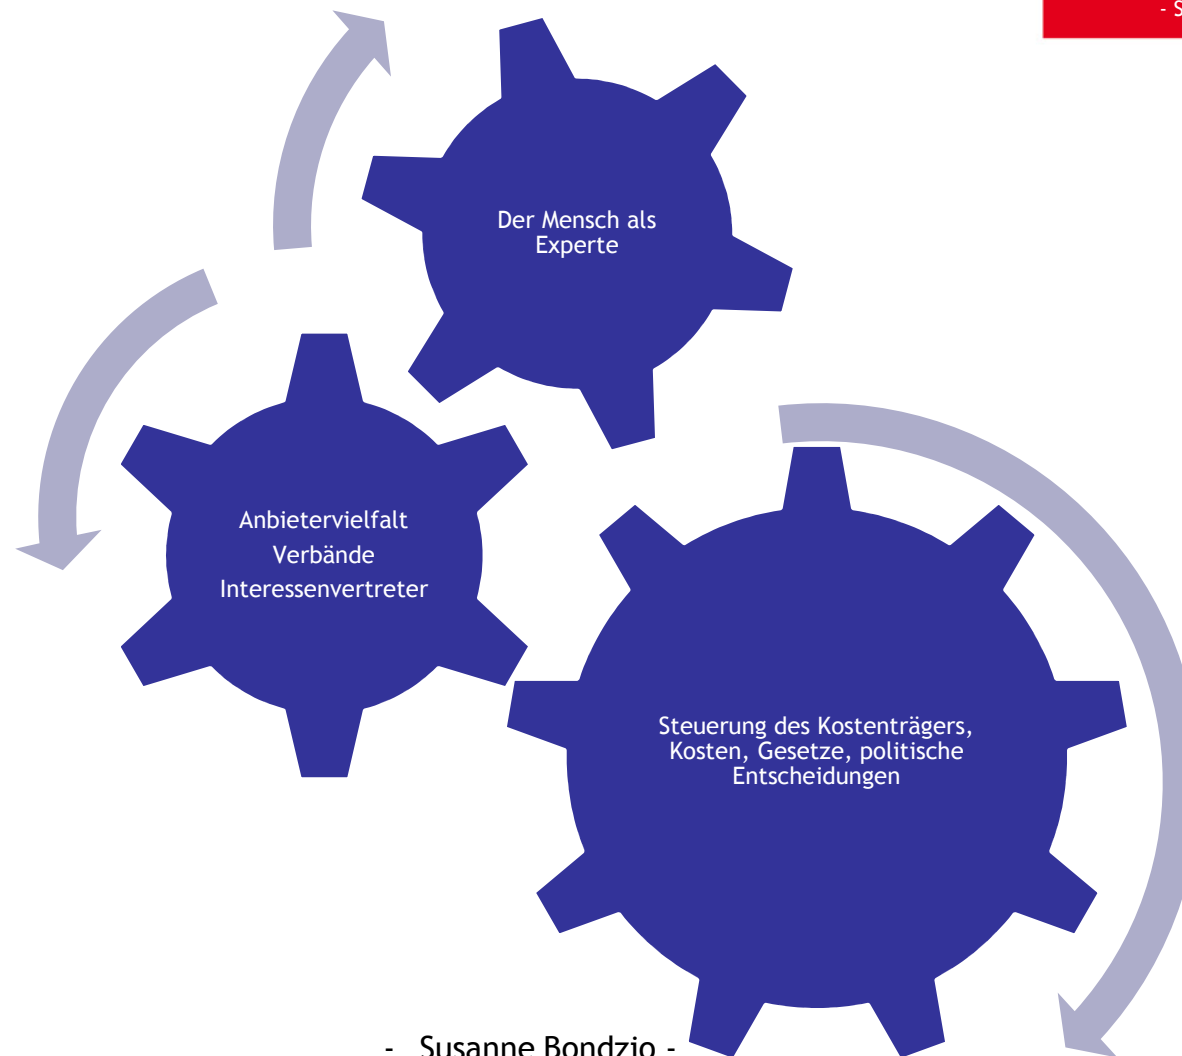 - S
Der Mensch als
Experte
Anbietervielfalt
Verbände
Interessenvertreter
Steuerung des Kostenträgers,
Kosten, Gesetze, politische
Entscheidungen
- Susanne Bondzio -